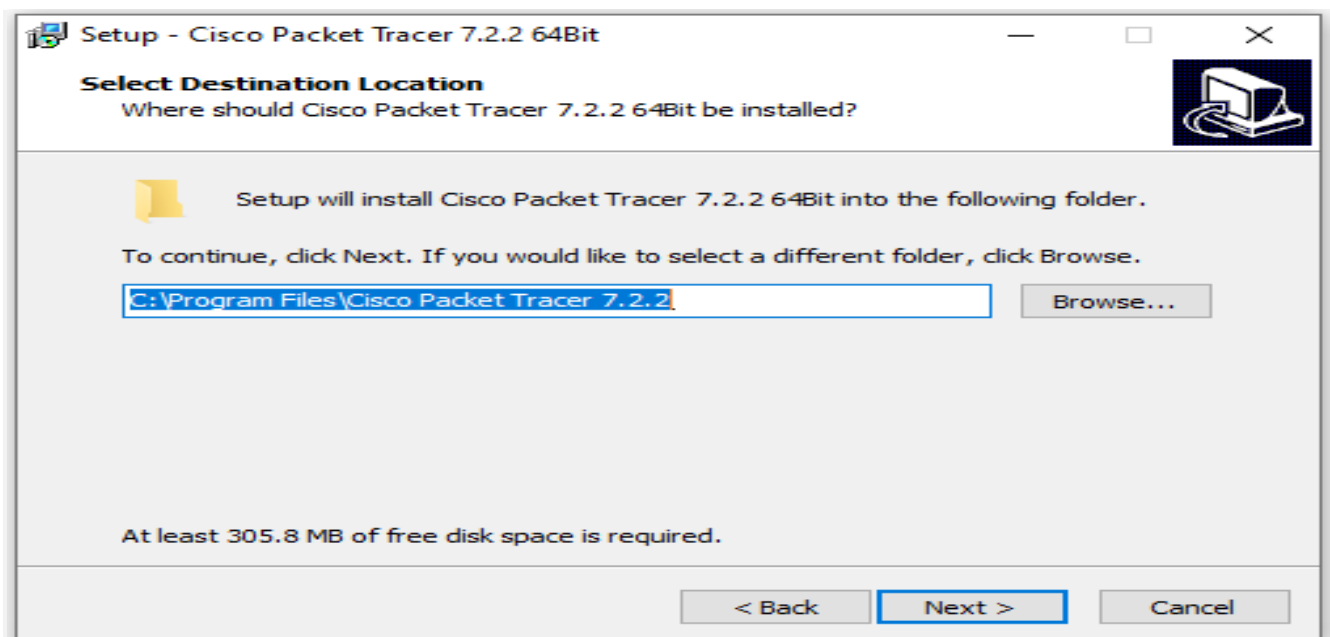 Setup - Cisco Packet Tracer 7.2.2 64Bit
Select Destination Location
Where should Cisco Packet Tracer 7.2.2 64Bit be installed?
Setup will install Cisco Packet Tracer 7.2.2 64Bit into the following folder.
To continue, click Next. If you would like to select a different folder, click Browse.
C:\Program Files\Cisco Packet Tracer 7.2.2
Browse...
At least 305.8 MB of free disk space is required.
< Back
Next >
Cancel